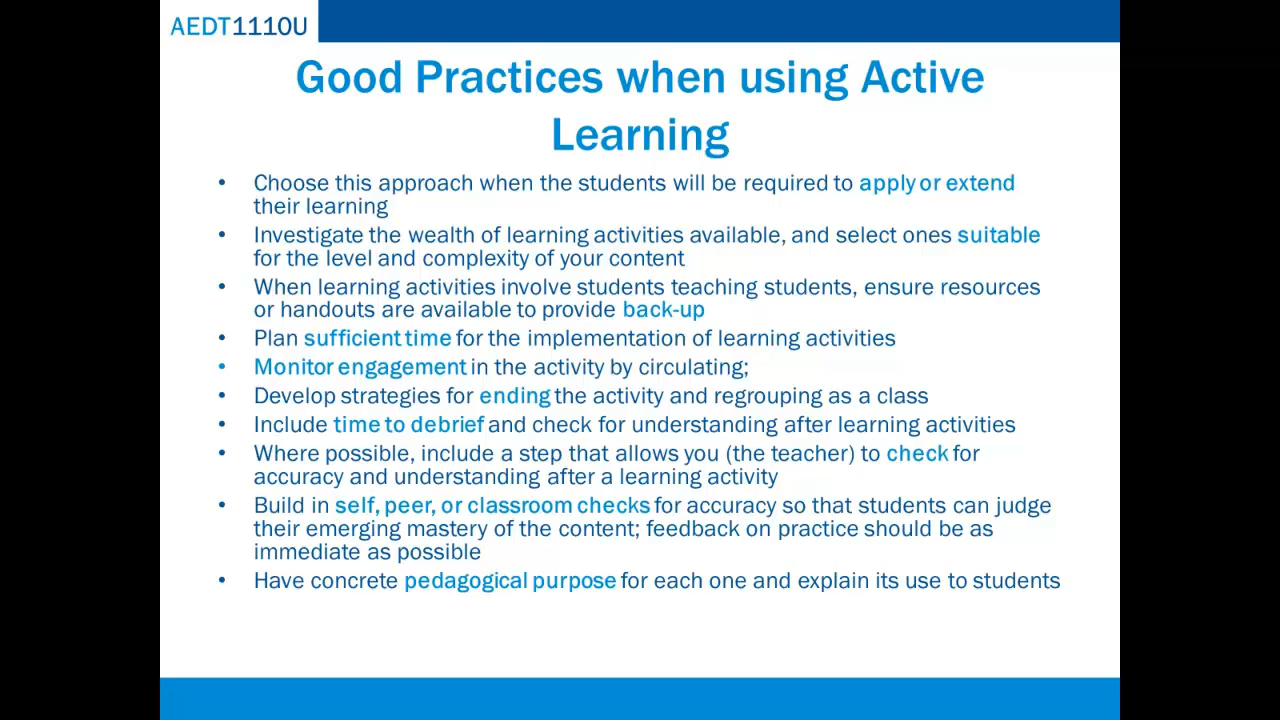 AEDT1110U
Good Practices when using Active
Learning
• Choose this approach when the students will be required to apply or extend
their learning
• Investigate the wealth of learning activities available, and select ones suitable
for the level and complexity of your content
• When learning activities involve students teaching students, ensure resources
or handouts are available to provide back-up
• Plan sufficient time for the implementation of learning activities
• Monitor engagement in the activity by circulating;
• Develop strategies for ending the activity and regrouping as a class
• Include time to debrief and check for understanding after learning activities
• Where possible, include a step that allows you (the teacher) to check for
accuracy and understanding after a learning activity
• Build in self, peer, or classroom checks for accuracy so that students can judge
their emerging mastery of the content; feedback on practice should be as
immediate as possible
• Have concrete pedagogical purpose for each one and explain its use to students